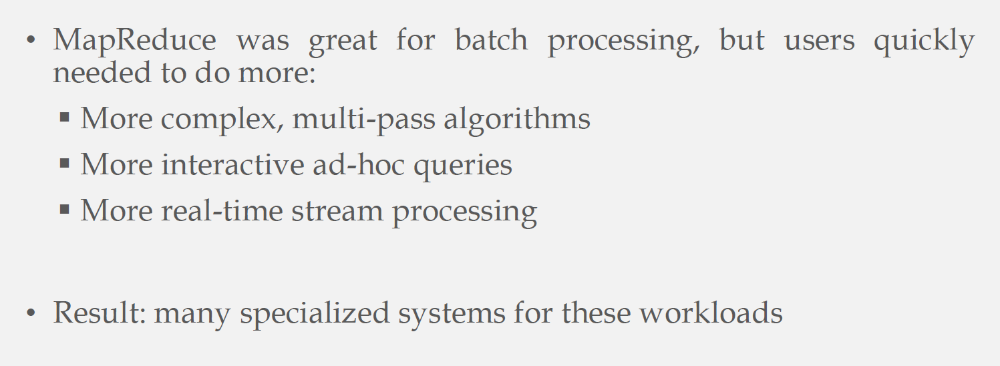 • MapReduce was great for batch processing, but users quickly
needed to do more:
▪ More complex, multi-pass algorithms
▪ More interactive ad-hoc queries
▪ More real-time stream processing
• Result: many specialized systems for these workloads